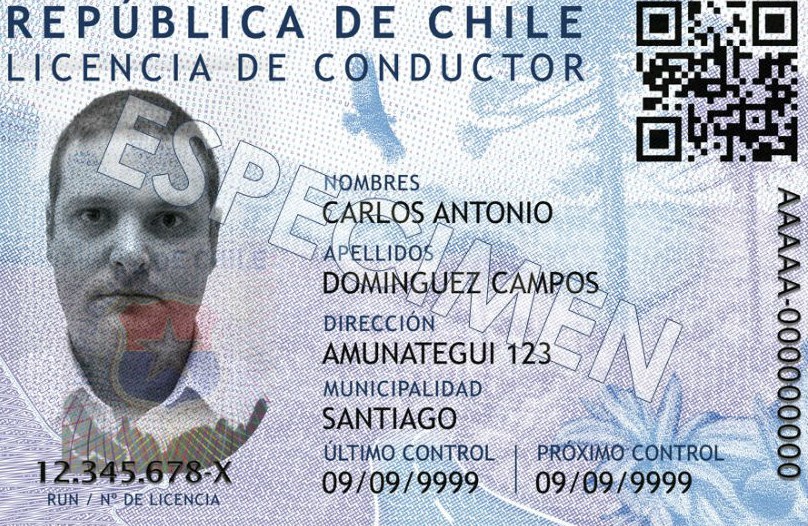 REPÚBLICA DE CHILE
LICENCIA DE CONDUCTOR
ESPECIMEN
NOMBRES
CARLOS ANTONIO
APELLIDOS
DOMINGUEZ CAMPOS
DIRECCIÓN
AMUNATEGUI 123
MUNICIPALIDAD
SANTIAGO
ÚLTIMO CONTROL PRÓXIMO CONTROL
09/09/9999 09/09/9999
12.345.678-X
RUN / Nº DE LICENCIA
AAAAA-000000000